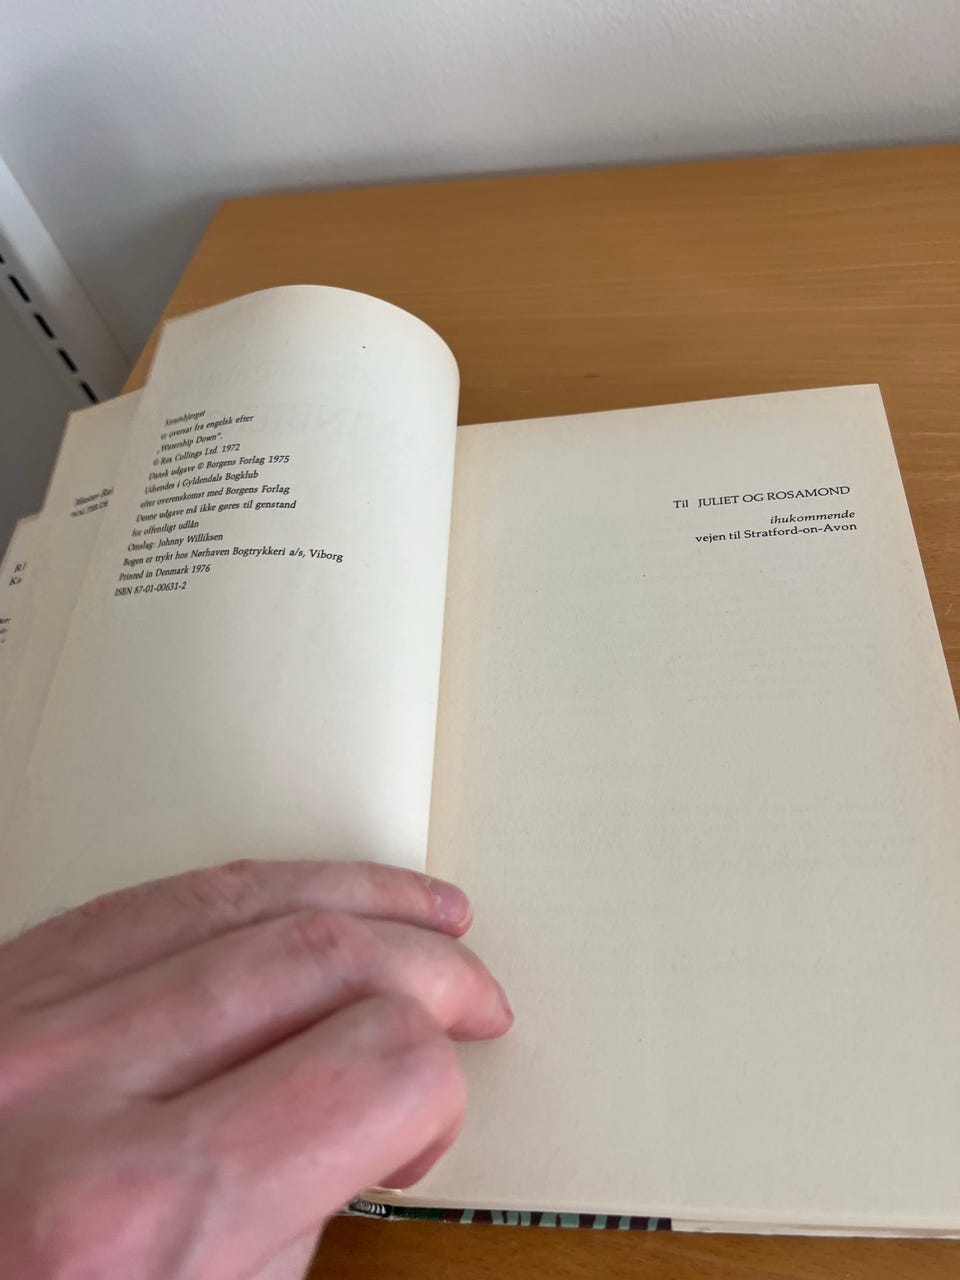 er oversat fra engelsk efter
„Watership Down“.
© Rex Collings Ltd. 1972
Dansk udgave © Borgens Forlag 1975
Udsendes i Gyldendals Bogklub
efter overenskomst med Borgens Forlag
Denne udgave må ikke gøres til genstand
for offentligt udlån
Omslag: Johnny Williksen
Bogen er trykt hos Nørhaven Bogtrykkeri a/s, Viborg
Printed in Denmark 1976
ISBN 87-01-00631-2
Til JULIET OG ROSAMOND
ihukommende
vejen til Stratford-on-Avon